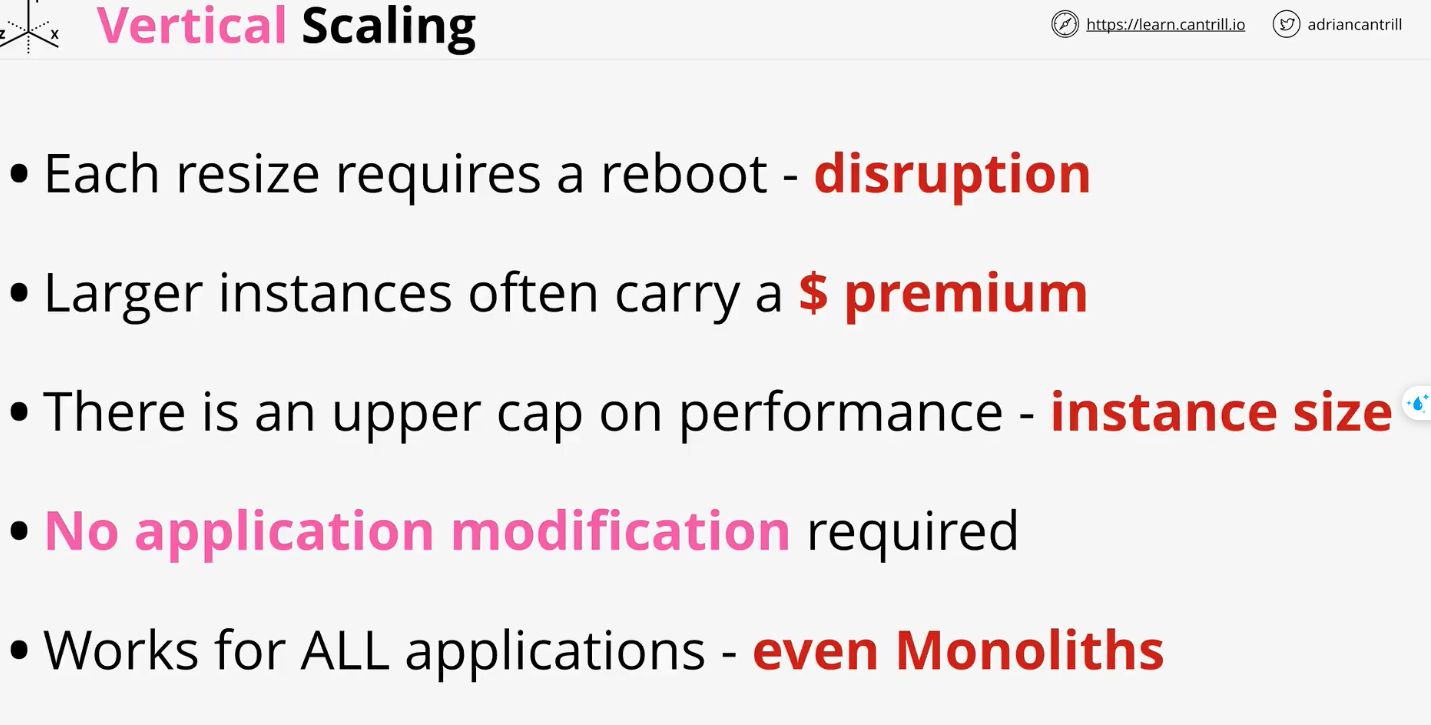 Z X
Vertical Scaling
https://learn.cantrill.io adriancantrill
• Each resize requires a reboot - disruption
• Larger instances often carry a $ premium
• There is an upper cap on performance - instance size
• No application modification required
• Works for ALL applications - even Monoliths